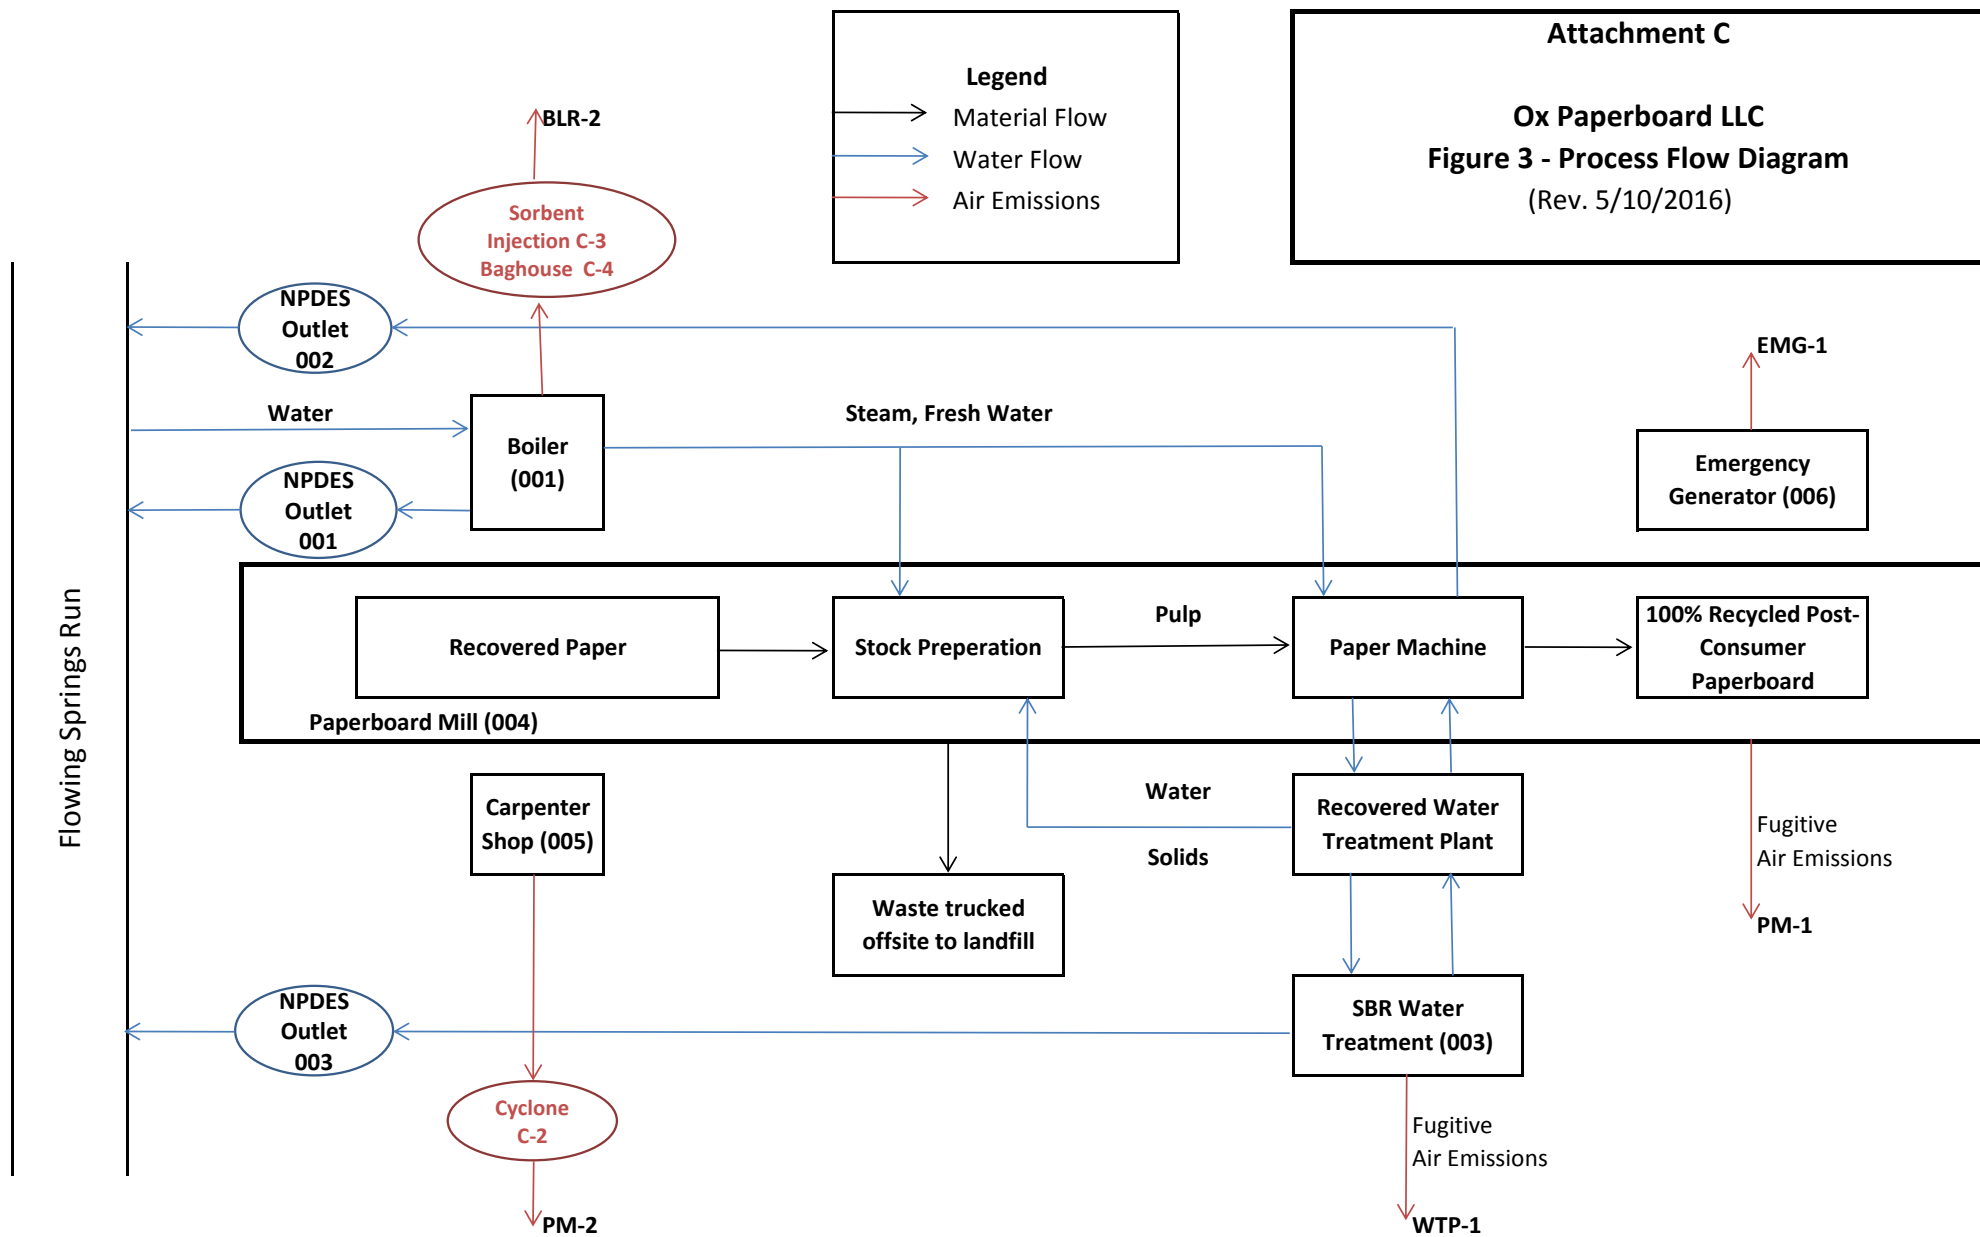 Attachment C
Ox Paperboard LLC
Figure 3 - Process Flow Diagram
(Rev. 5/10/2016)
Legend
Material Flow
Water Flow
Air Emissions
BLR-2
Sorbent
Injection C-3
Baghouse C-4
NPDES
Outlet
002
EMG-1
Water
Steam, Fresh Water
Boiler
(001)
Emergency
Generator (006)
NPDES
Outlet
001
Flowing Springs Run
Recovered Paper
Stock Preperation
Pulp
Paper Machine
100% Recycled Post-
Consumer
Paperboard
Paperboard Mill (004)
Carpenter
Shop (005)
Water
Solids
Recovered Water
Treatment Plant
Fugitive
Air Emissions
PM-1
Waste trucked
offsite to landfill
NPDES
Outlet
003
SBR Water
Treatment (003)
Cyclone
C-2
Fugitive
Air Emissions
PM-2
WTP-1